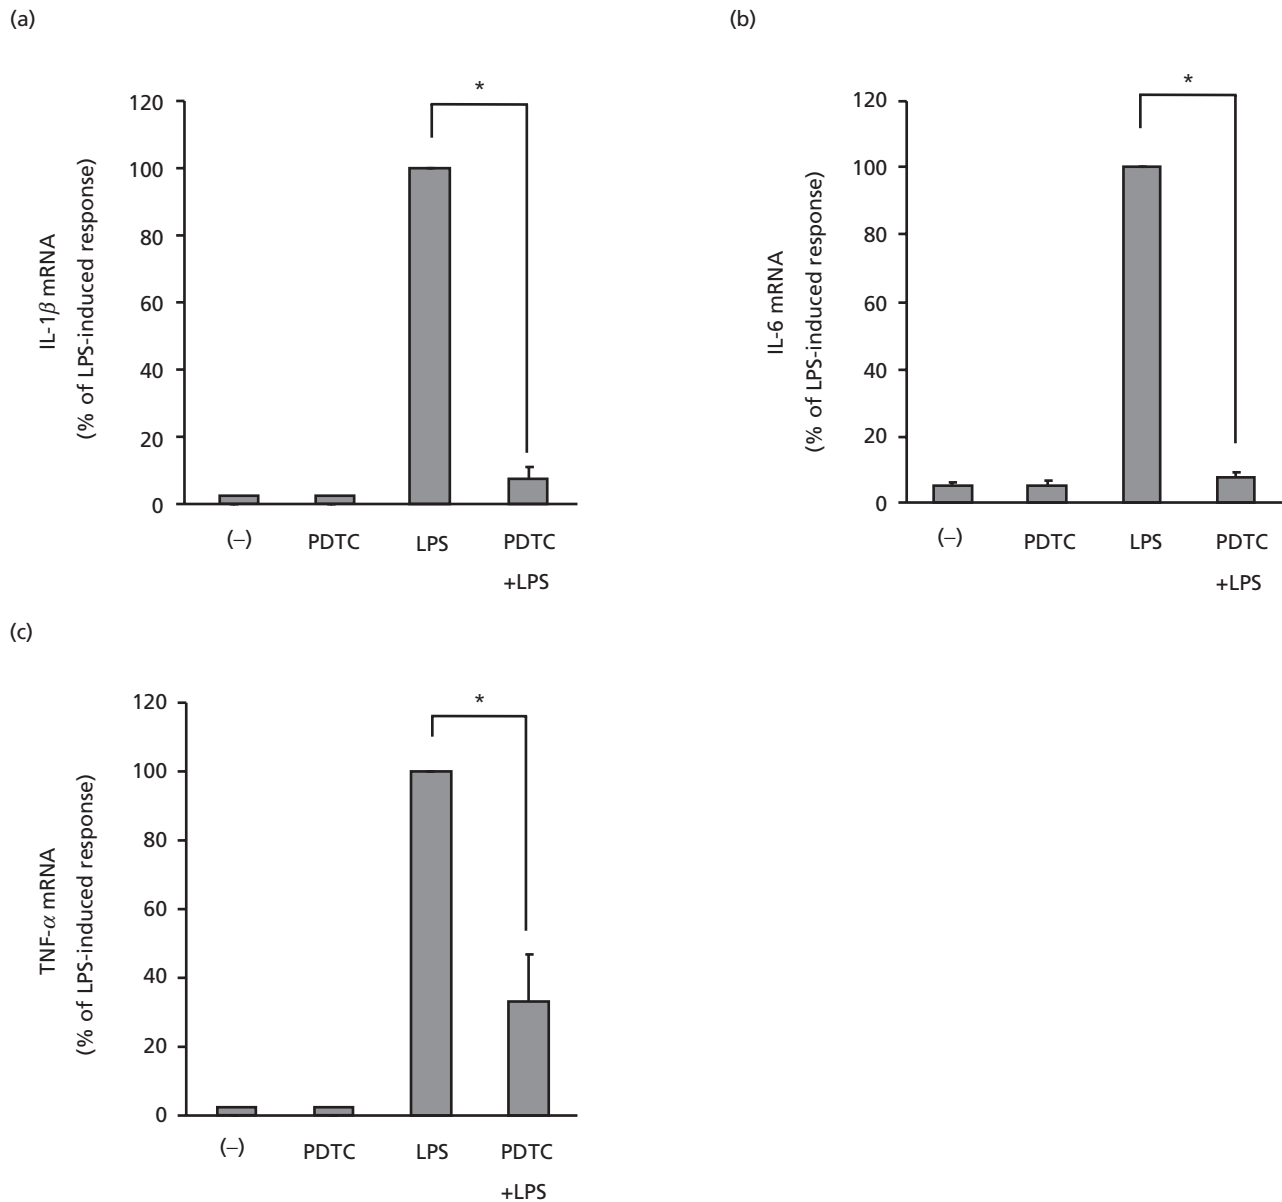 (a)
*
120
100
80
60
40
20
0
IL-1β mRNA
(% of LPS-induced response)
(–)
PDTC
LPS
PDTC
+LPS
(b)
*
120
100
80
60
40
20
0
IL-6 mRNA
(% of LPS-induced response)
(–)
PDTC
LPS
PDTC
+LPS
(c)
*
120
100
80
60
40
20
0
TNF-α mRNA
(% of LPS-induced response)
(–)
PDTC
LPS
PDTC
+LPS